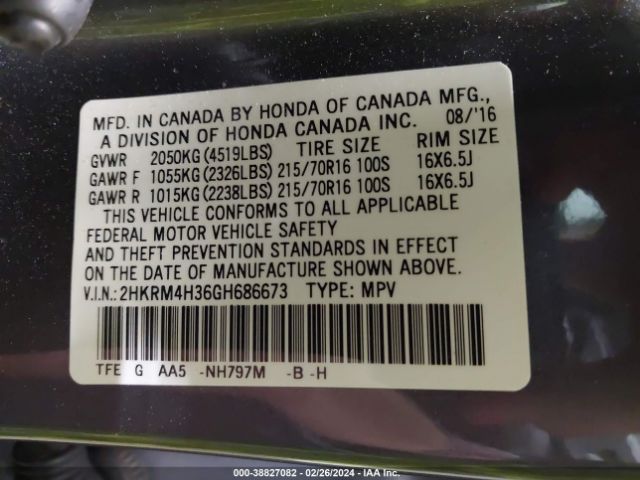 MFD. IN CANADA BY HONDA OF CANADA MFG.,
A DIVISION OF HONDA CANADA INC. 08/'16
GVWR 2050KG (4519LBS) TIRE SIZE RIM SIZE
GAWR F 1055KG (2326LBS) 215/70R16 100S 16X6.5J
GAWR R 1015KG (2238LBS) 215/70R16 100S 16X6.5J
THIS VEHICLE CONFORMS TO ALL APPLICABLE
FEDERAL MOTOR VEHICLE SAFETY
AND THEFT PREVENTION STANDARDS IN EFFECT
ON THE DATE OF MANUFACTURE SHOWN ABOVE.
V.I.N.: 2HKRM4H36GH686673 TYPE: MPV
TFE G AA5 -NH797M -B -H
000-38827082 - 02/26/2024 - IAA Inc.